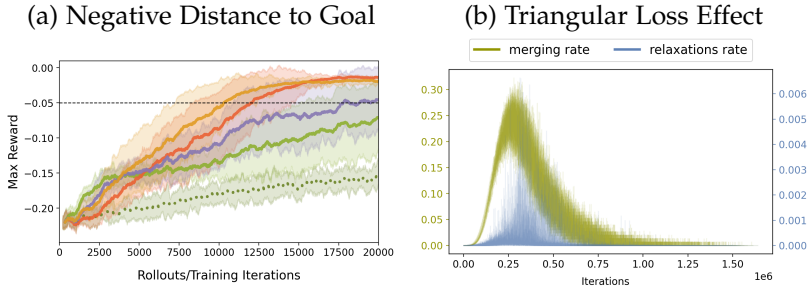 (a) Negative Distance to Goal
0.00
−0.05
−0.10
−0.15
−0.20
Max Reward
0 2500 5000 7500 10000 12500 15000 17500 20000
Rollouts/Training Iterations
(b) Triangular Loss Effect
merging rate relaxations rate
0.30
0.25
0.20
0.15
0.10
0.05
0.00
0.006
0.005
0.004
0.003
0.002
0.001
0.000
0.00 0.25 0.50 0.75 1.00 1.25 1.5
Iterations
1e6